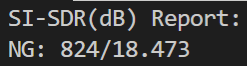 SI-SDR(dB) Report:
NG: 824/18.473